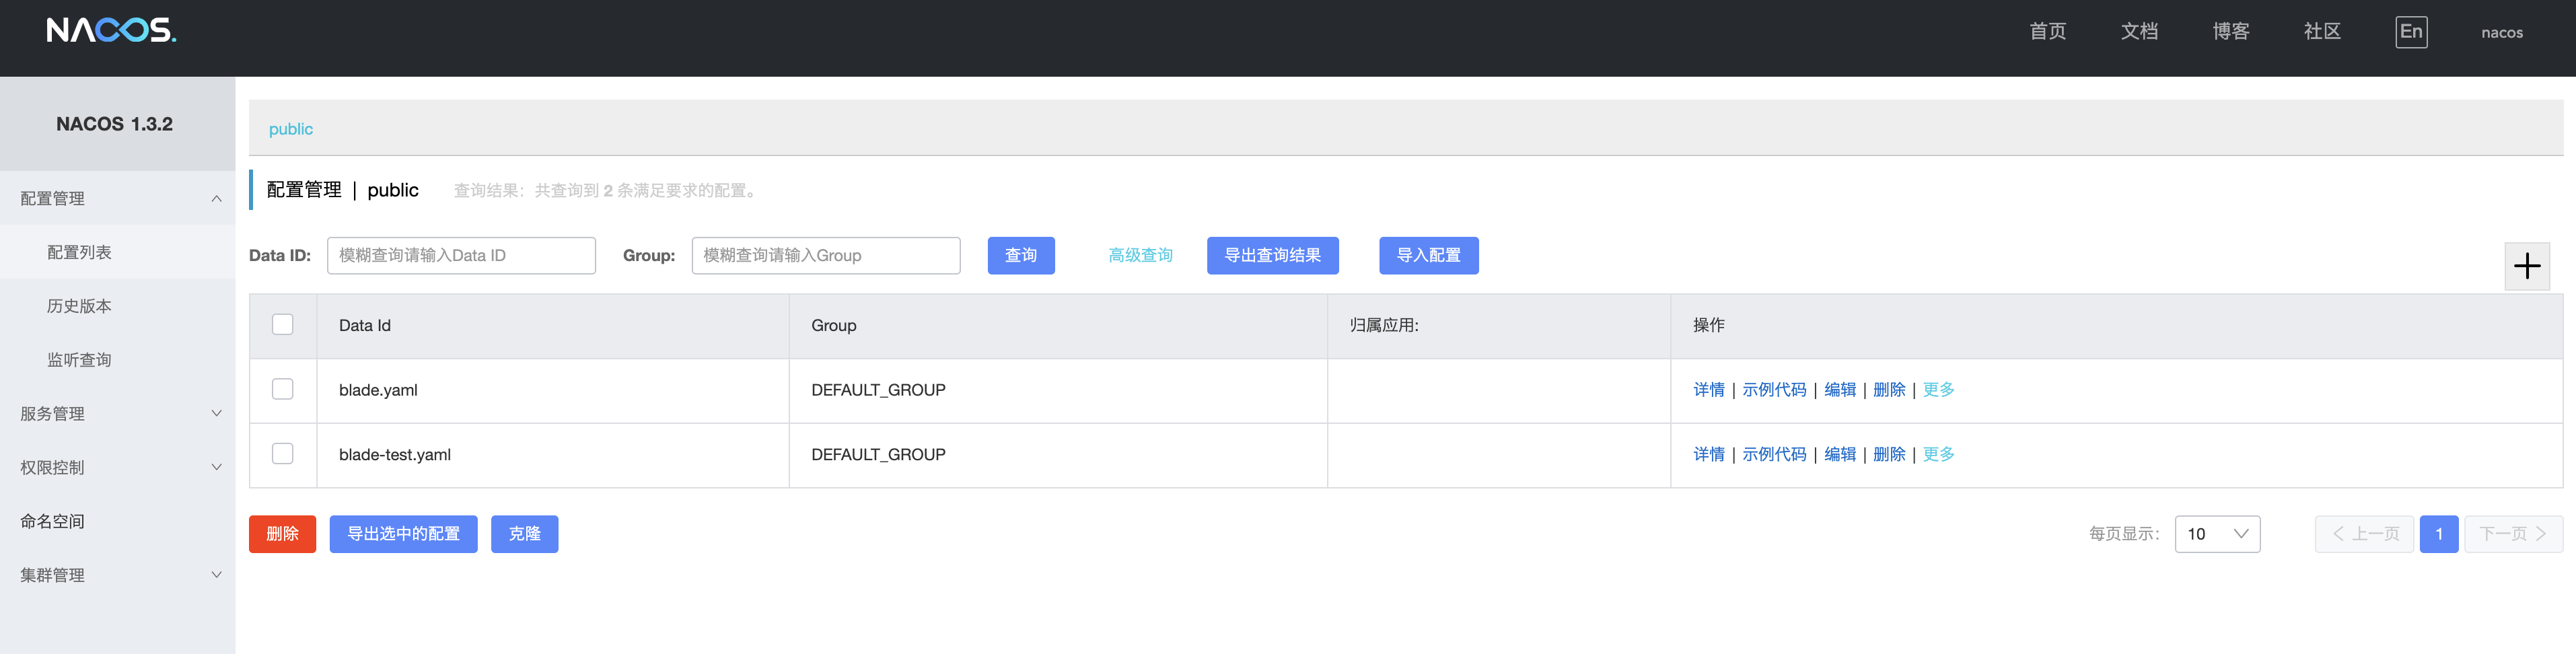 NACOS.
首页 文档 博客 社区 En nacos
NACOS 1.3.2
配置管理
配置列表
历史版本
监听查询
服务管理
权限控制
命名空间
集群管理
public
配置管理 | public 查询结果：共查询到 2 条满足要求的配置。
Data ID: 模糊查询请输入Data ID Group: 模糊查询请输入Group 查询 高级查询 导出查询结果 导入配置
Data Id Group 归属应用: 操作
blade.yaml DEFAULT_GROUP 详情 | 示例代码 | 编辑 | 删除 | 更多
blade-test.yaml DEFAULT_GROUP 详情 | 示例代码 | 编辑 | 删除 | 更多
删除 导出选中的配置 克隆 每页显示： 10 上一页 1 下一页